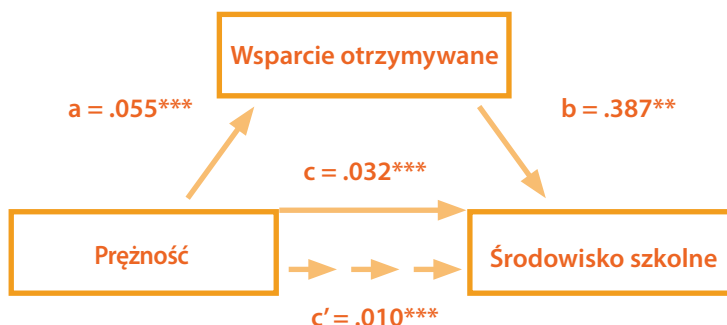 Wsparcie otrzymywane
a = .055***
b = .387**
c = .032***
Prężność
Środowisko szkolne
c’ = .010***